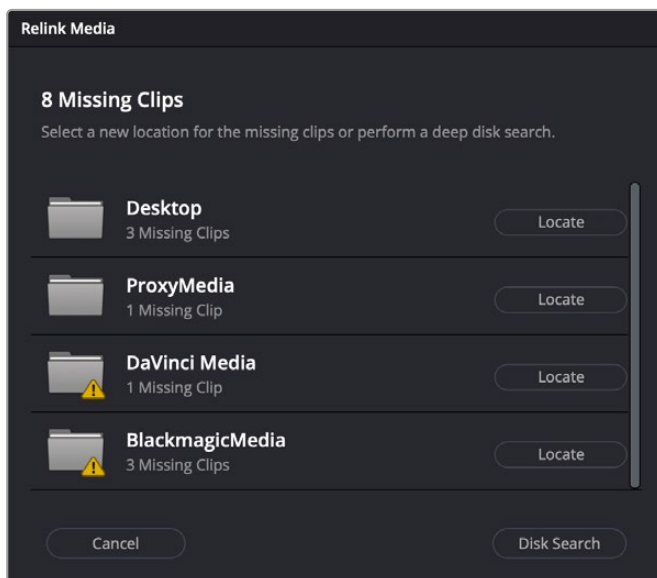 Relink Media
8 Missing Clips
Select a new location for the missing clips or perform a deep disk search.
Desktop
3 Missing Clips
Locate
ProxyMedia
1 Missing Clip
Locate
DaVinci Media
1 Missing Clip
Locate
BlackmagicMedia
3 Missing Clips
Locate
Cancel
Disk Search